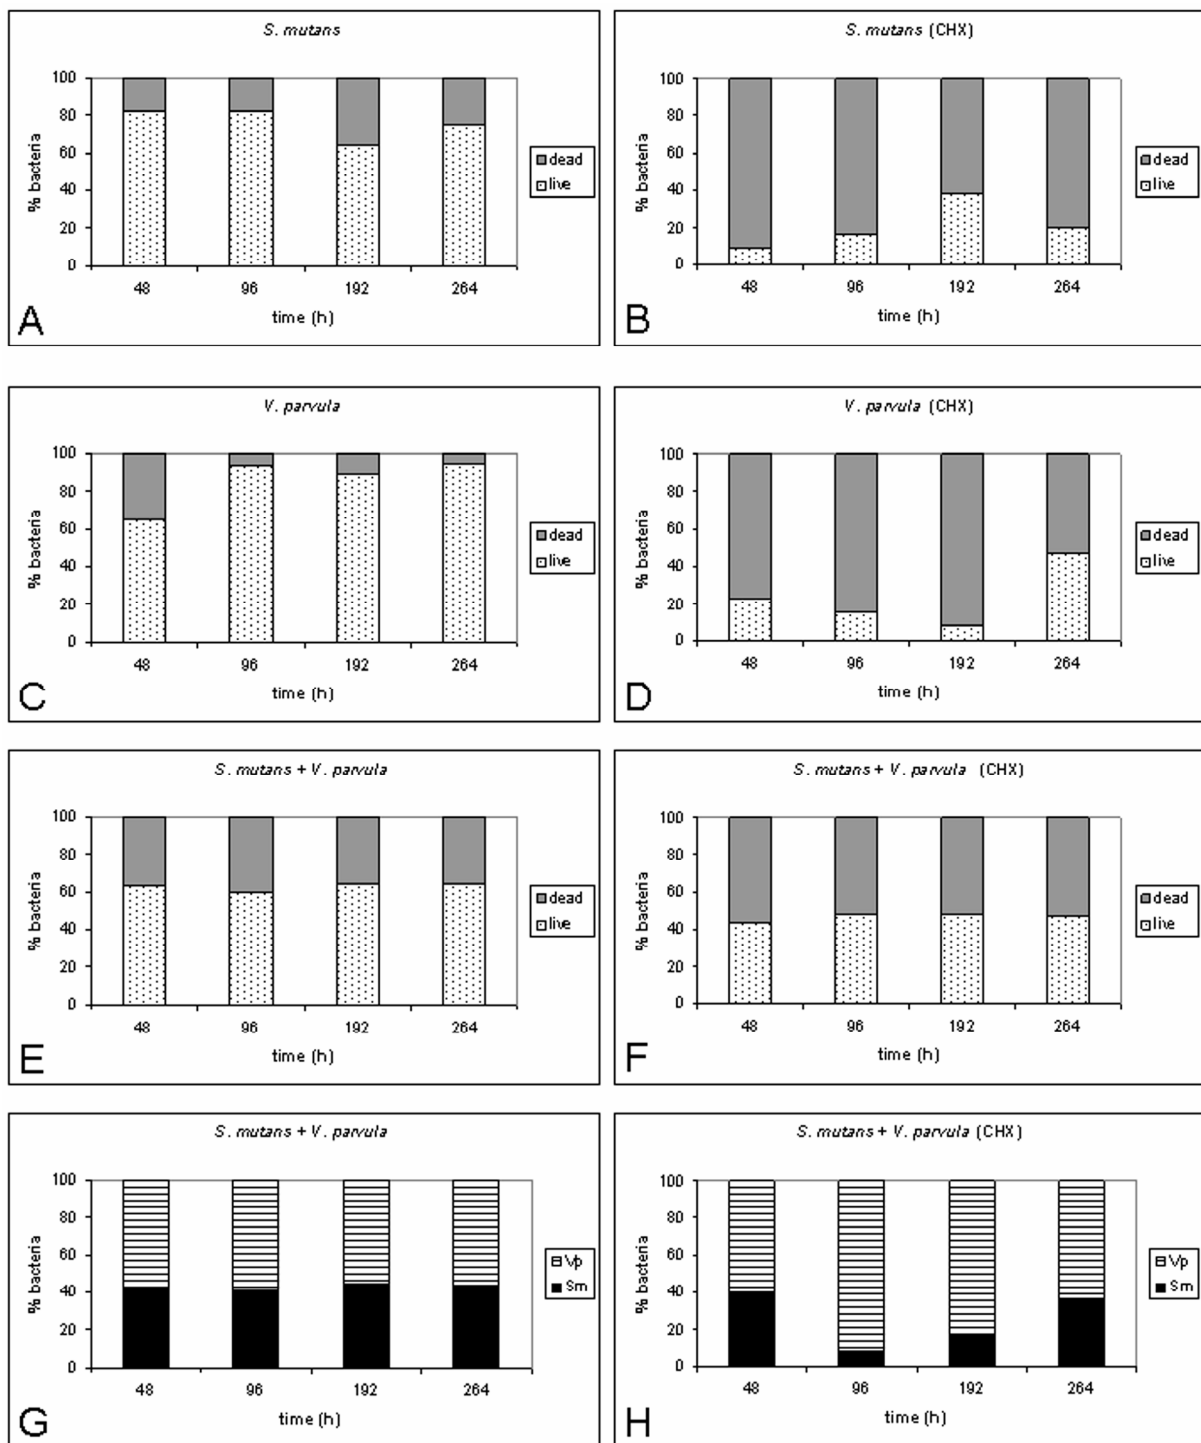 S. mutans
100
80
60
40
20
0
% bacteria
48 96 192 264
time (h)
dead
live
A
S. mutans (CHX)
100
80
60
40
20
0
% bacteria
48 96 192 264
time (h)
dead
live
B
V. parvula
100
80
60
40
20
0
% bacteria
48 96 192 264
time (h)
dead
live
C
V. parvula (CHX)
100
80
60
40
20
0
% bacteria
48 96 192 264
time (h)
dead
live
D
S. mutans + V. parvula
100
80
60
40
20
0
% bacteria
48 96 192 264
time (h)
dead
live
E
S. mutans + V. parvula (CHX)
100
80
60
40
20
0
% bacteria
48 96 192 264
time (h)
dead
live
F
S. mutans + V. parvula
100
80
60
40
20
0
% bacteria
48 96 192 264
time (h)
Vp
Sm
G
S. mutans + V. parvula (CHX)
100
80
60
40
20
0
% bacteria
48 96 192 264
time (h)
Vp
Sm
H